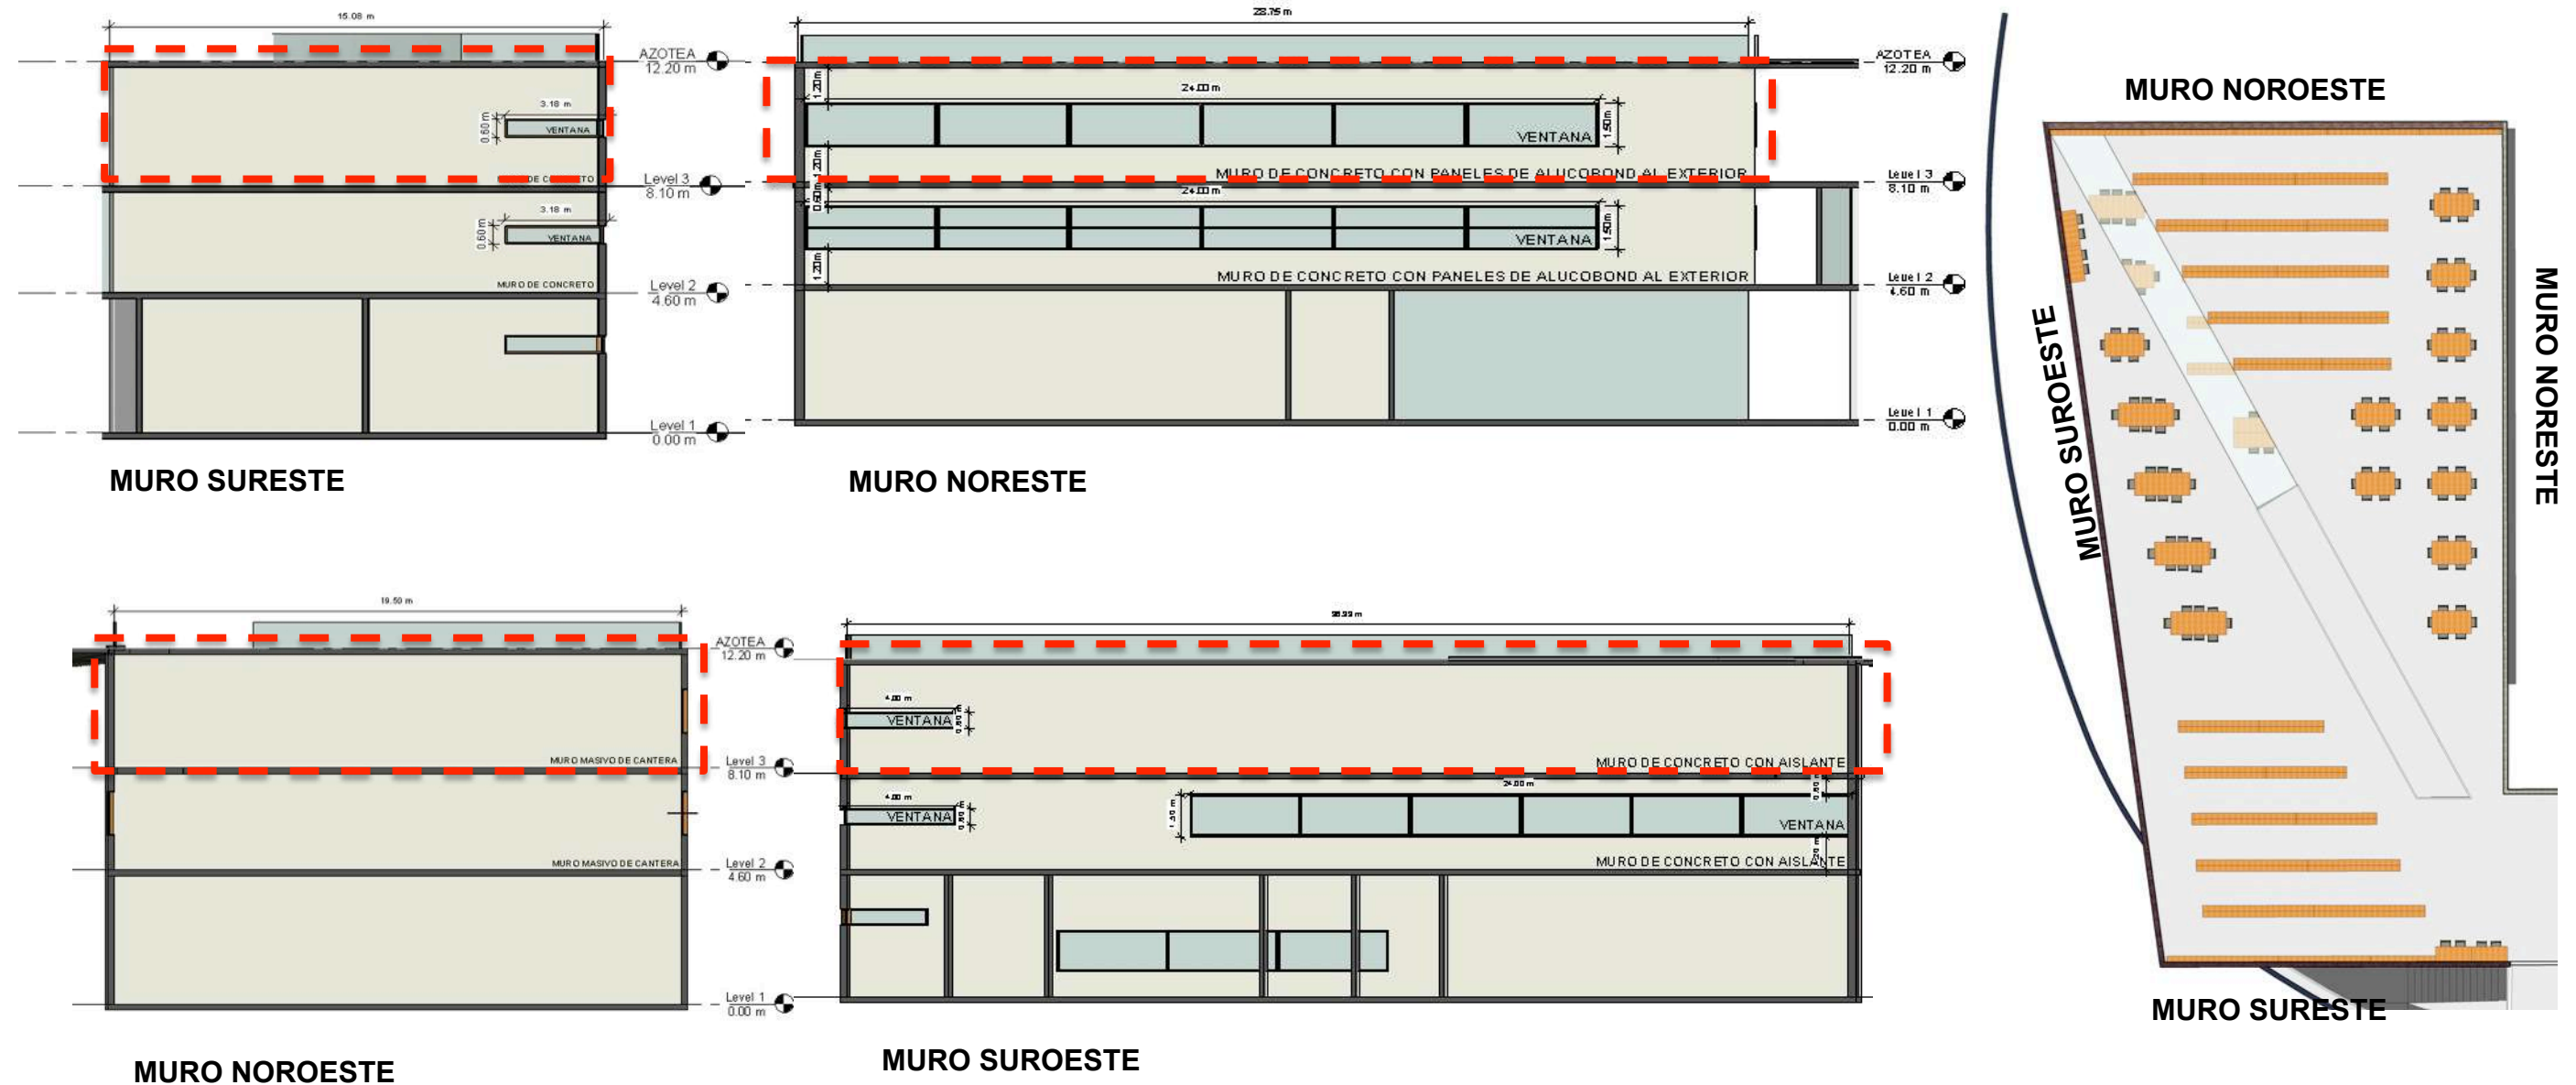 15.08 m
AZOTEA
12.20 m
3.18 m
0.60 m
VENTANA
Level 3
8.10 m
3.18 m
0.60 m
VENTANA
MURO DE CONCRETO
Level 2
4.60 m
Level 1
0.00 m
MURO SURESTE
28.75 m
AZOTEA
12.20 m
1.20 m
24.00 m
1.50 m
VENTANA
1.20 m
MURO DE CONCRETO CON PANELES DE ALUCOBOND AL EXTERIOR
Level 3
8.10 m
24.00 m
1.50 m
VENTANA
1.20 m
MURO DE CONCRETO CON PANELES DE ALUCOBOND AL EXTERIOR
Level 2
4.60 m
Level 1
0.00 m
MURO NORESTE
MURO NOROESTE
MURO SUROESTE
MURO NORESTE
MURO SURESTE
19.50 m
AZOTEA
12.20 m
MURO MASIVO DE CANTERA
Level 3
8.10 m
MURO MASIVO DE CANTERA
Level 2
4.60 m
Level 1
0.00 m
MURO NOROESTE
4.00 m
VENTANA
MURO DE CONCRETO CON AISLANTE
24.00 m
4.00 m
VENTANA
1.50 m
VENTANA
MURO DE CONCRETO CON AISLANTE
MURO SUROESTE